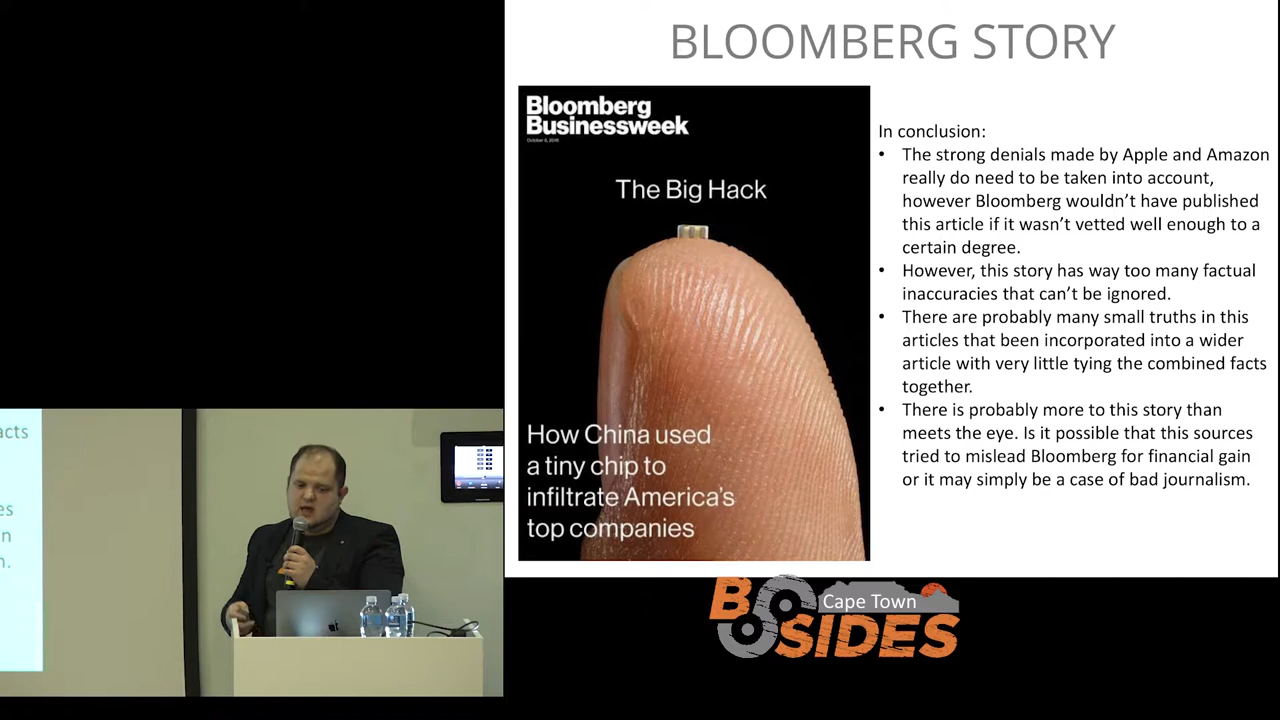 BLOOMBERG STORY
Bloomberg
Businessweek
October 8, 2018
The Big Hack
How China used
a tiny chip to
infiltrate America's
top companies
In conclusion:
• The strong denials made by Apple and Amazon
really do need to be taken into account,
however Bloomberg wouldn't have published
this article if it wasn't vetted well enough to a
certain degree.
• However, this story has way too many factual
inaccuracies that can't be ignored.
• There are probably many small truths in this
articles that been incorporated into a wider
article with very little tying the combined facts
together.
• There is probably more to this story than
meets the eye. Is it possible that this sources
tried to mislead Bloomberg for financial gain
or it may simply be a case of bad journalism.
acts
es
n
n.
B SIDES
Cape Town